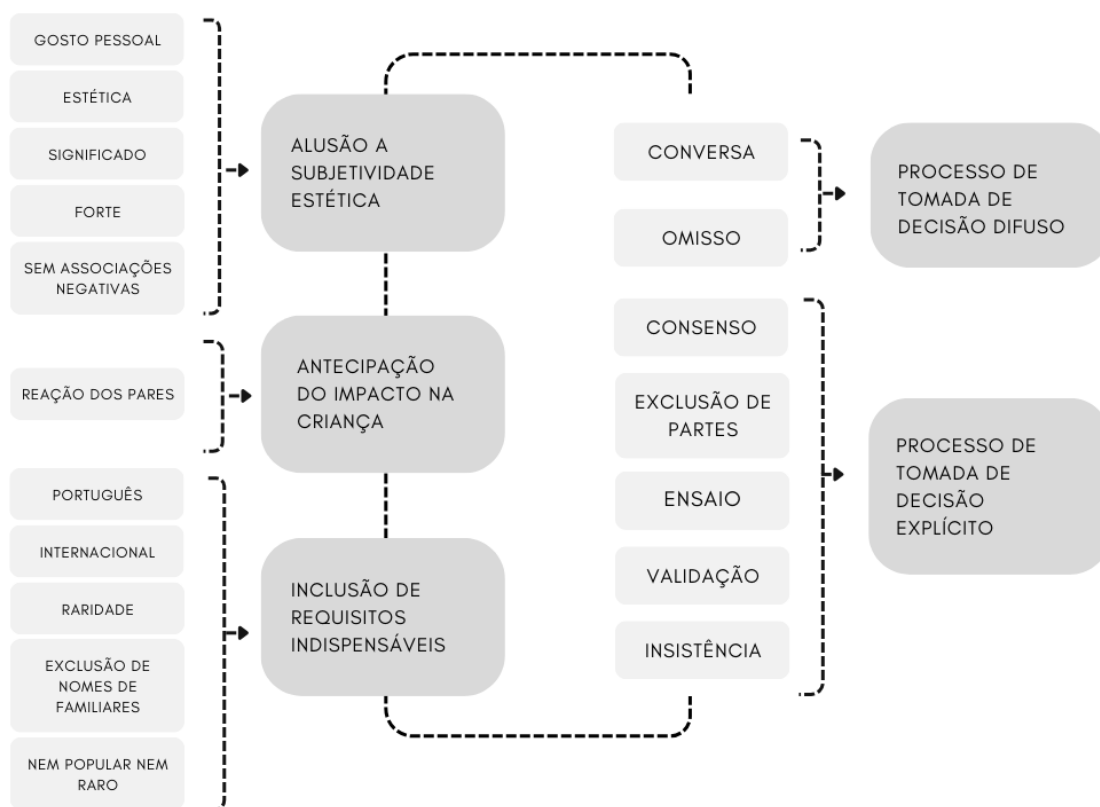 GOSTO PESSOAL
ESTÉTICA
SIGNIFICADO
FORTE
SEM ASSOCIAÇÕES
NEGATIVAS
ALUSÃO A
SUBJETIVIDADE
ESTÉTICA
REAÇÃO DOS PARES
ANTECIPAÇÃO
DO IMPACTO NA
CRIANÇA
PORTUGUÊS
INTERNACIONAL
RARIDADE
EXCLUSÃO DE
NOMES DE
FAMILIARES
NEM POPULAR NEM
RARO
INCLUSÃO DE
REQUISITOS
INDISPENSÁVEIS
CONVERSA
OMISSO
PROCESSO DE
TOMADA DE
DECISÃO DIFUSO
CONSENSO
EXCLUSÃO DE
PARTES
ENSAIO
VALIDAÇÃO
INSISTÊNCIA
PROCESSO DE
TOMADA DE
DECISÃO
EXPLÍCITO